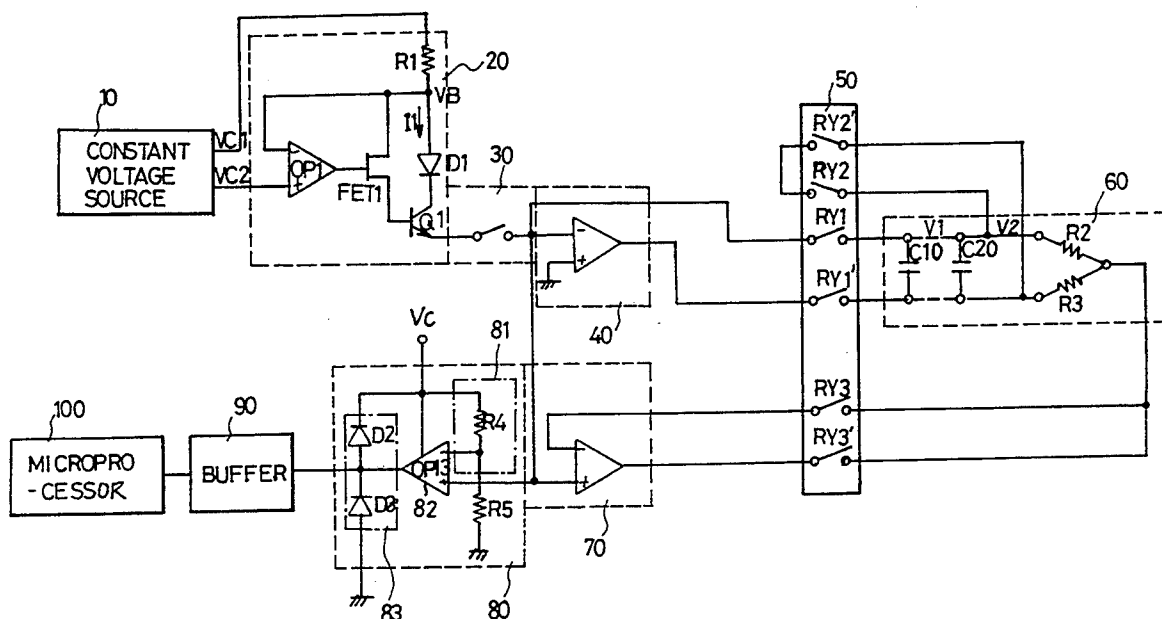 10
CONSTANT
VOLTAGE
SOURCE
VC1
VC2
R1
20
VB
I1
OP1
FET1
D1
Q1
30
40
50
RY2'
RY2
RY1
RY1'
RY3
RY3'
60
V1
V2
C10
C20
R2
R3
Vc
81
R4
OP3
82
R5
D2
D3
83
80
70
90
BUFFER
100
MICROPRO
-CESSOR